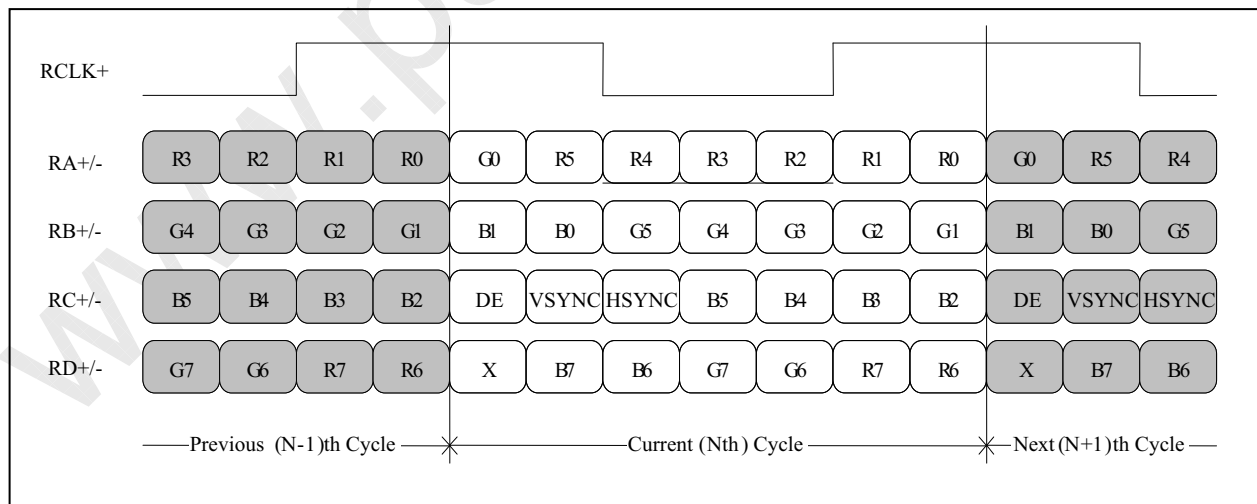 RCLK+
RA+/- R3 R2 R1 R0 G0 R5 R4 R3 R2 R1 R0 G0 R5 R4
RB+/- G4 G3 G2 G1 B1 B0 G5 G4 G3 G2 G1 B1 B0 G5
RC+/- B5 B4 B3 B2 DE VSYNC HSYNC B5 B4 B3 B2 DE VSYNC HSYNC
RD+/- G7 G6 R7 R6 X B7 B6 G7 G6 R7 R6 X B7 B6
Previous (N-1)th Cycle Current (Nth) Cycle Next (N+1)th Cycle
www.p